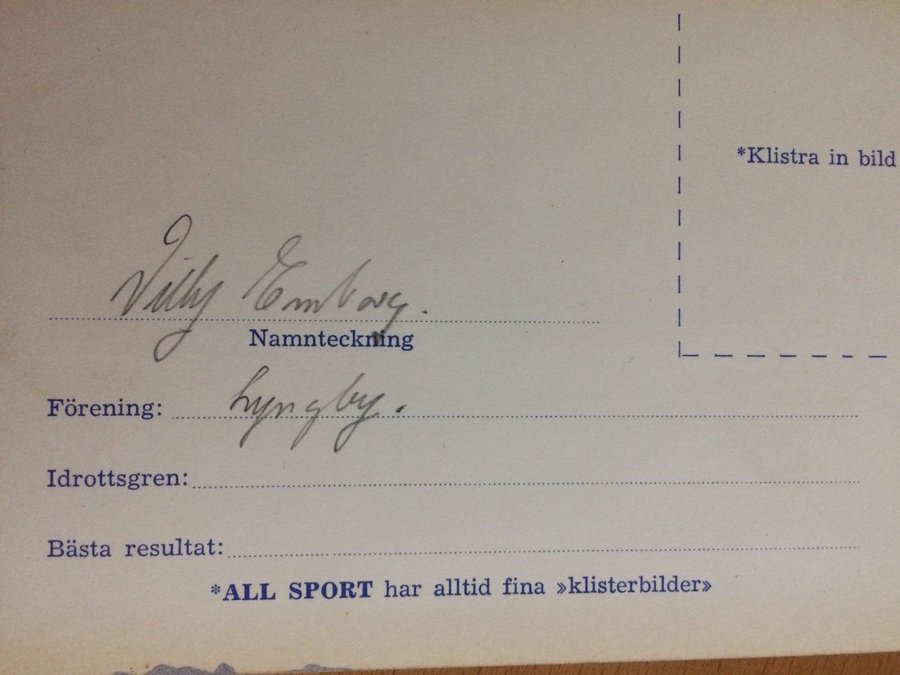 *Klistra in bild
Villy Emborg.
Namnteckning
Förening: Lyngby.
Idrottsgren:
Bästa resultat:
*ALL SPORT har alltid fina »klisterbilder»